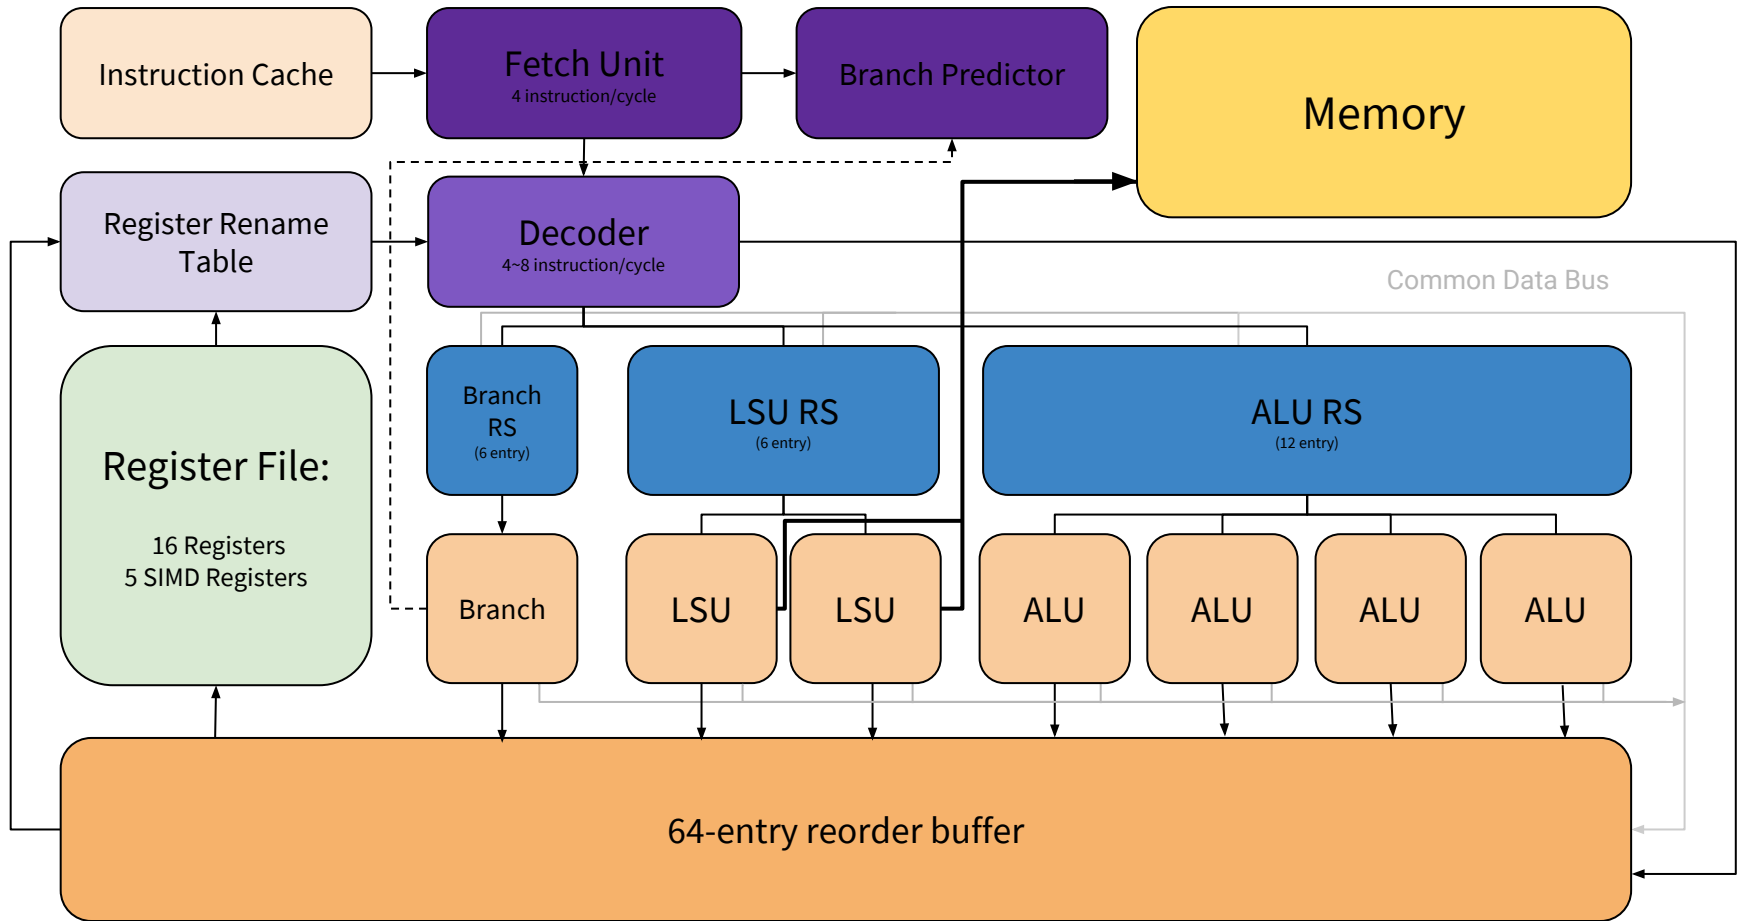 Instruction Cache
Fetch Unit
4 instruction/cycle
Branch Predictor
Memory
Register Rename
Table
Decoder
4~8 instruction/cycle
Common Data Bus
Register File:
16 Registers
5 SIMD Registers
Branch
RS
(6 entry)
LSU RS
(6 entry)
ALU RS
(12 entry)
Branch
LSU
LSU
ALU
ALU
ALU
ALU
64-entry reorder buffer